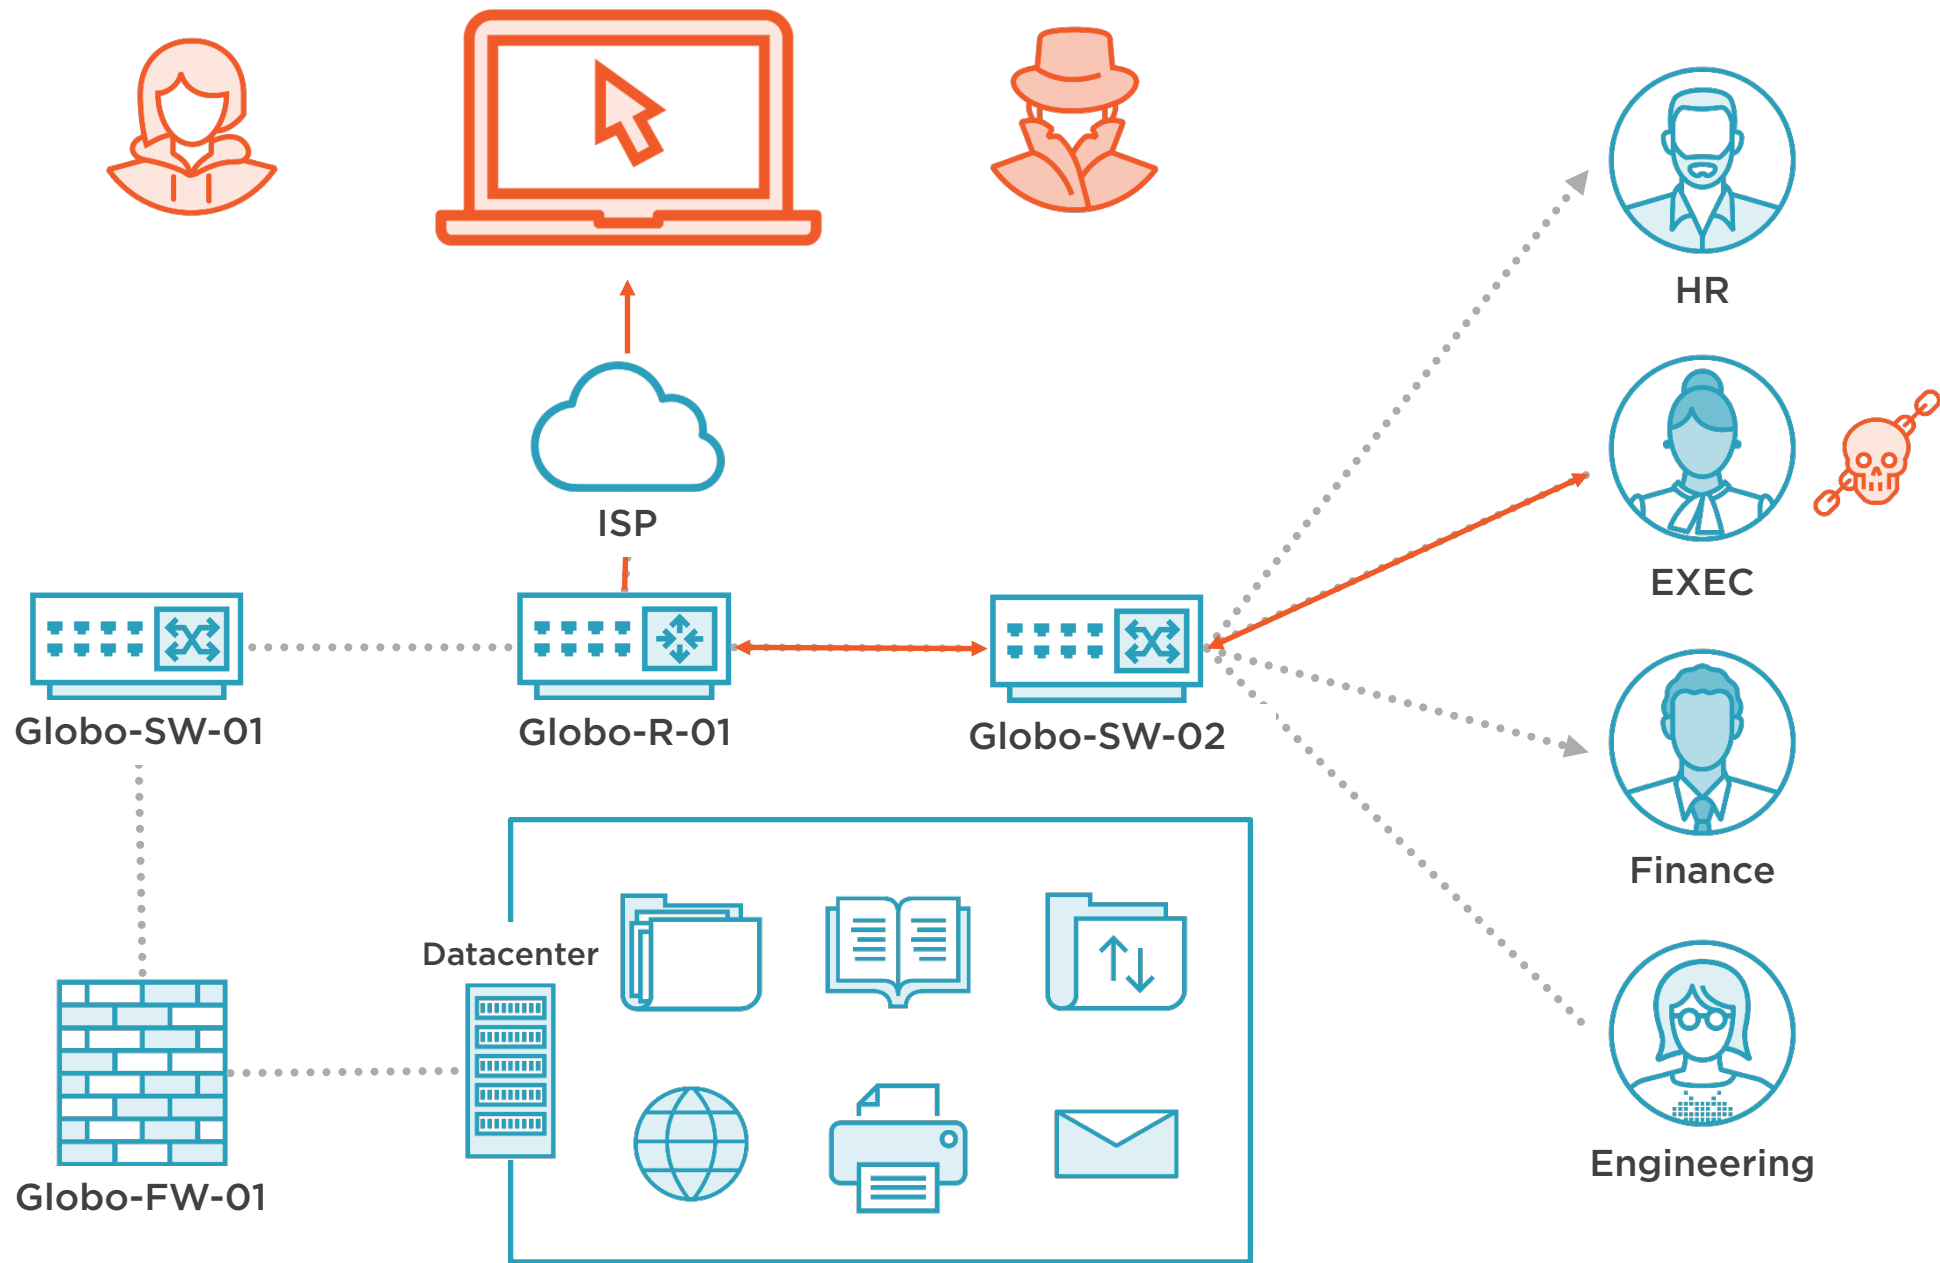 HR
ISP
EXEC
Globo-SW-01
Globo-R-01
Globo-SW-02
Finance
Datacenter
Engineering
Globo-FW-01